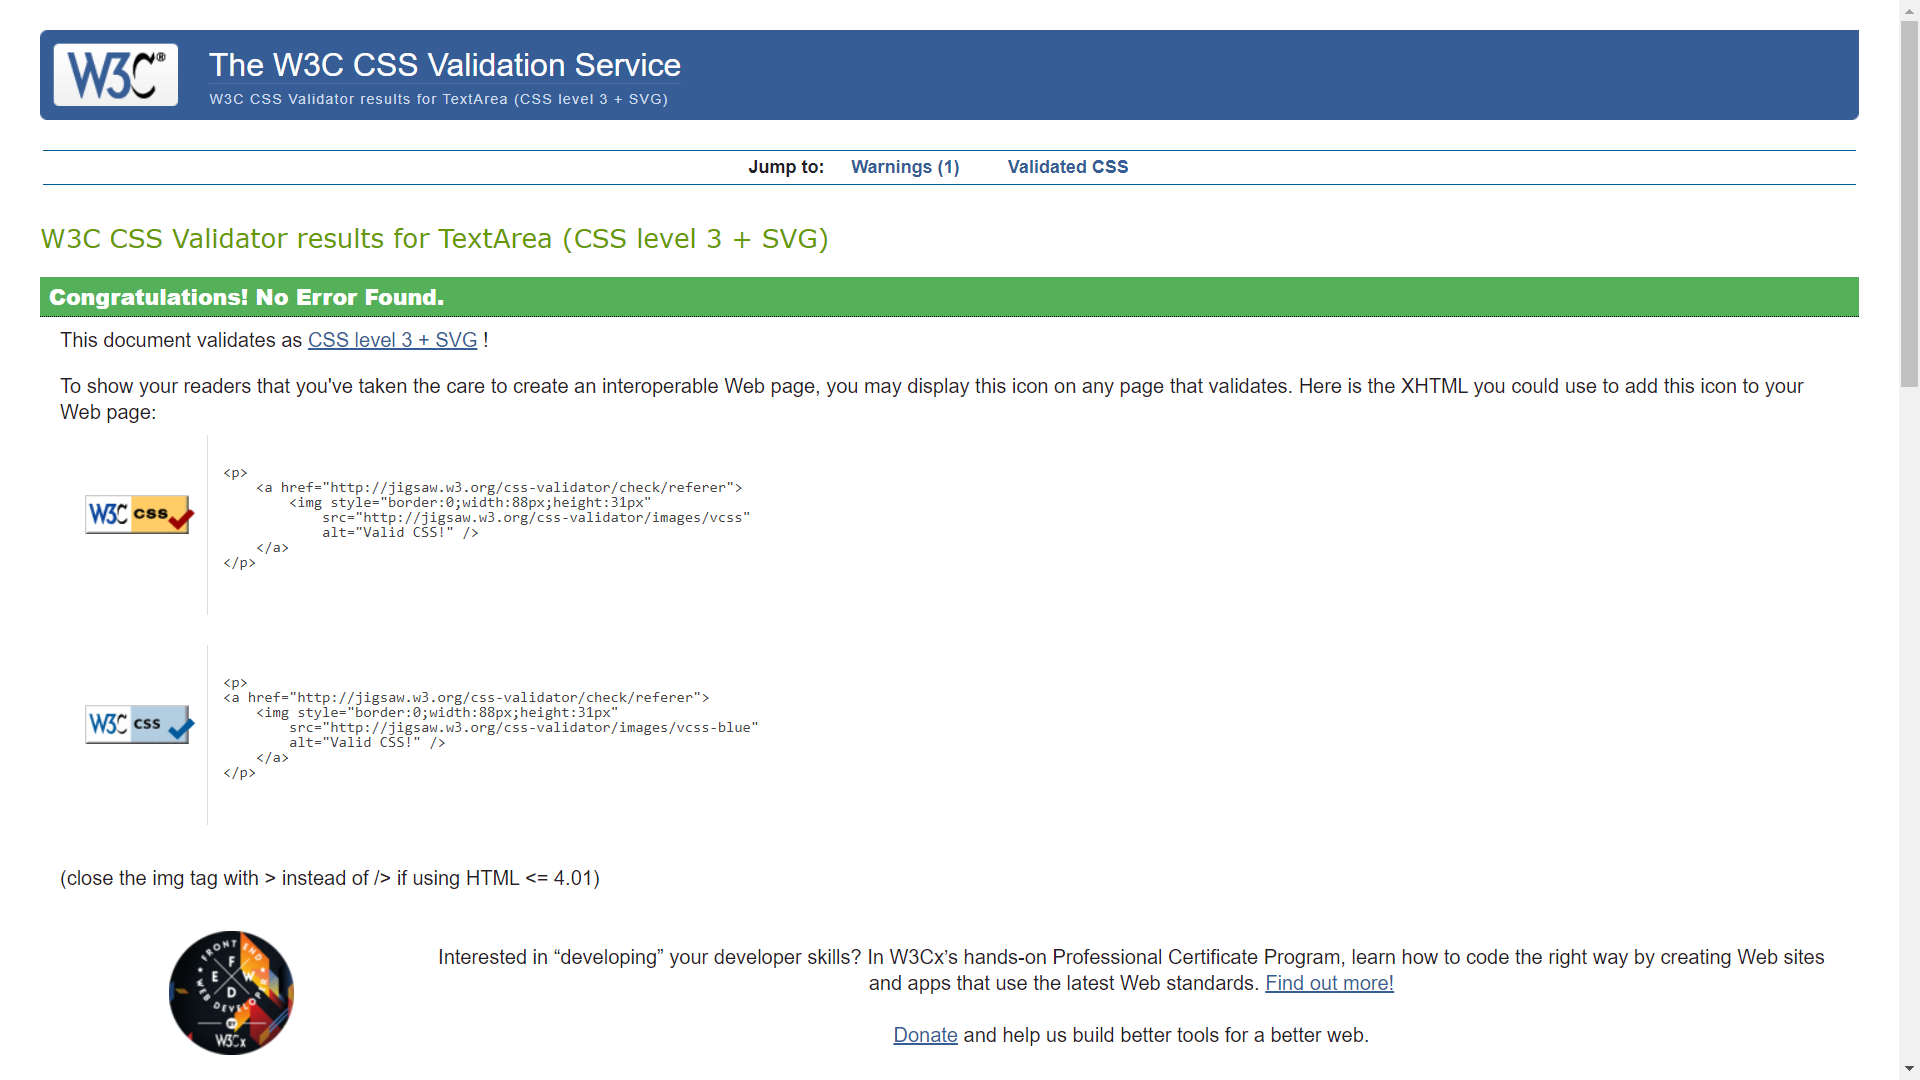 W3C®
The W3C CSS Validation Service
W3C CSS Validator results for TextArea (CSS level 3 + SVG)
Jump to: Warnings (1) Validated CSS
W3C CSS Validator results for TextArea (CSS level 3 + SVG)
Congratulations! No Error Found.
This document validates as CSS level 3 + SVG !
To show your readers that you've taken the care to create an interoperable Web page, you may display this icon on any page that validates. Here is the XHTML you could use to add this icon to your
Web page:
W3C css
<p>
    <a href="http://jigsaw.w3.org/css-validator/check/referer">
        <img style="border:0;width:88px;height:31px"
            src="http://jigsaw.w3.org/css-validator/images/vcss"
            alt="Valid CSS!" />
    </a>
</p>
W3C css
<p>
<a href="http://jigsaw.w3.org/css-validator/check/referer">
    <img style="border:0;width:88px;height:31px"
        src="http://jigsaw.w3.org/css-validator/images/vcss-blue"
        alt="Valid CSS!" />
    </a>
</p>
(close the img tag with > instead of /> if using HTML <= 4.01)
FRONT END
F
E W
D
WEB DEVELOPER
BY
W3Cx
Interested in “developing” your developer skills? In W3Cx’s hands-on Professional Certificate Program, learn how to code the right way by creating Web sites
and apps that use the latest Web standards. Find out more!
Donate and help us build better tools for a better web.